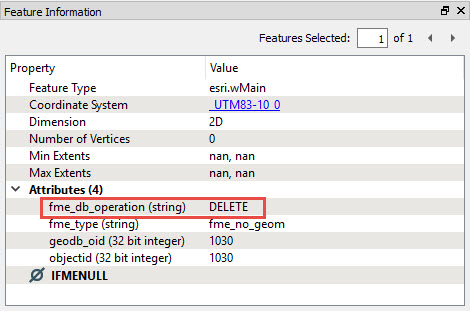 Feature Information
Features Selected: 1 of 1
Property Value
Feature Type esri.wMain
Coordinate System _UTM83-10_0
Dimension 2D
Number of Vertices 0
Min Extents nan, nan
Max Extents nan, nan
Attributes (4)
fme_db_operation (string) DELETE
fme_type (string) fme_no_geom
geodb_oid (32 bit integer) 1030
objectid (32 bit integer) 1030
IFMENULL